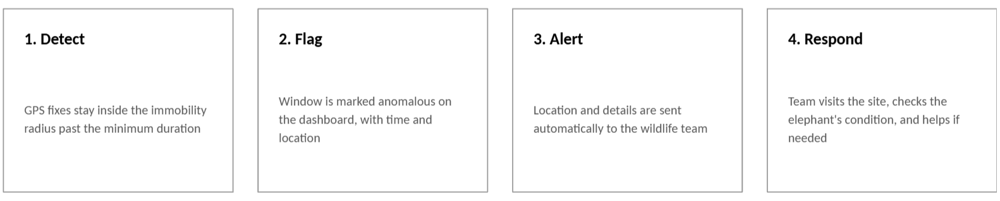 1. Detect
GPS fixes stay inside the immobility
radius past the minimum duration
2. Flag
Window is marked anomalous on
the dashboard, with time and
location
3. Alert
Location and details are sent
automatically to the wildlife team
4. Respond
Team visits the site, checks the
elephant's condition, and helps if
needed